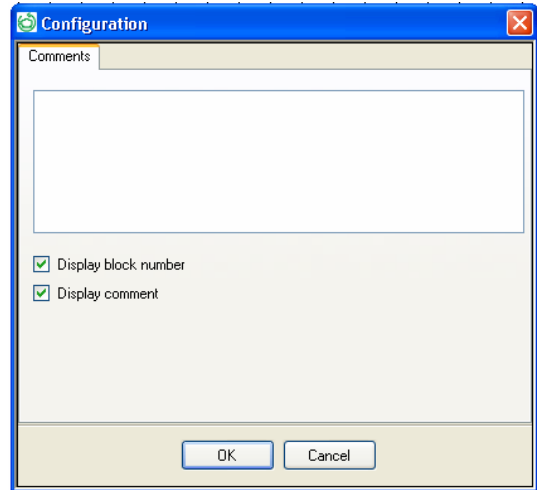 Configuration
Comments
Display block number
Display comment
OK Cancel